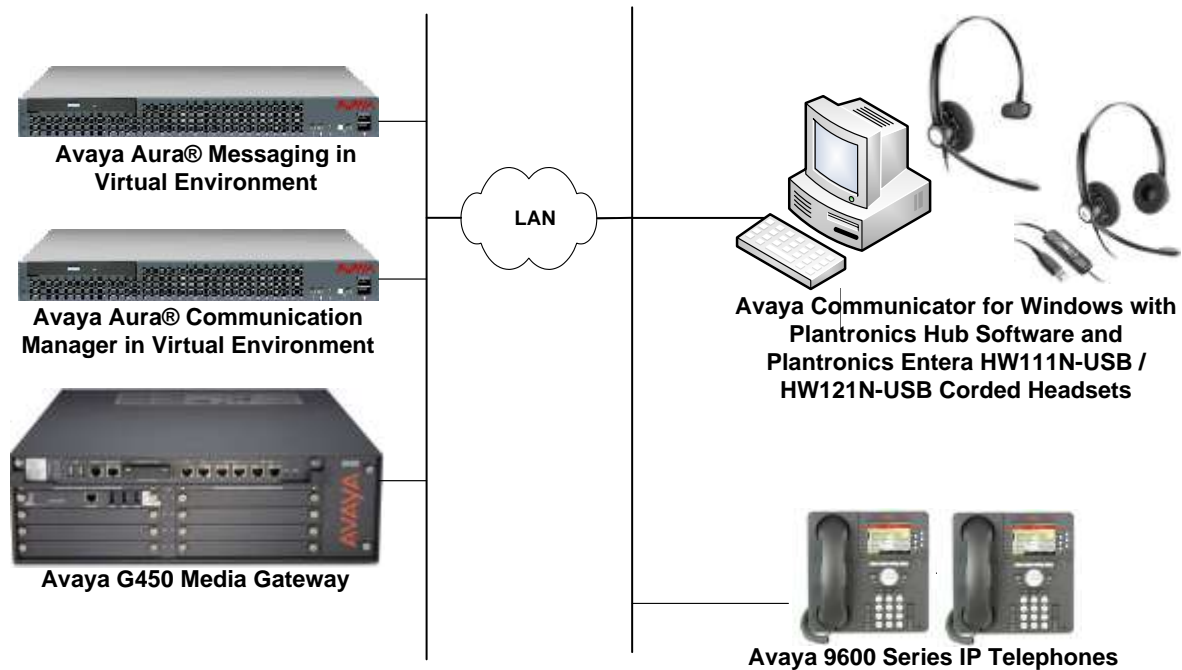 Avaya Aura® Messaging in
Virtual Environment
Avaya Aura® Communication
Manager in Virtual Environment
AVAYA
Avaya G450 Media Gateway
LAN
Avaya Communicator for Windows with
Plantronics Hub Software and
Plantronics Entera HW111N-USB /
HW121N-USB Corded Headsets
Avaya 9600 Series IP Telephones